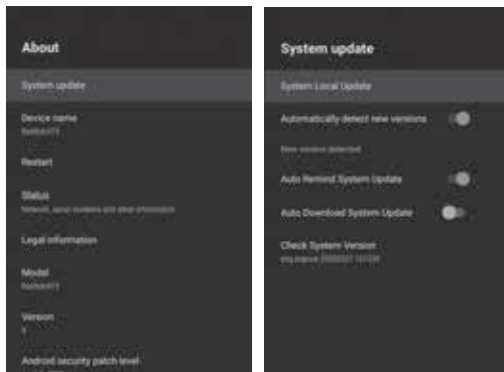 About
System update
Device name
Restart
Status
Network, serial numbers and other information
Legal information
Model
Version
Android security patch level
System update
System Local Update
Automatically detect new versions
New version detected
Auto Remind System Update
Auto Download System Update
Check System Version